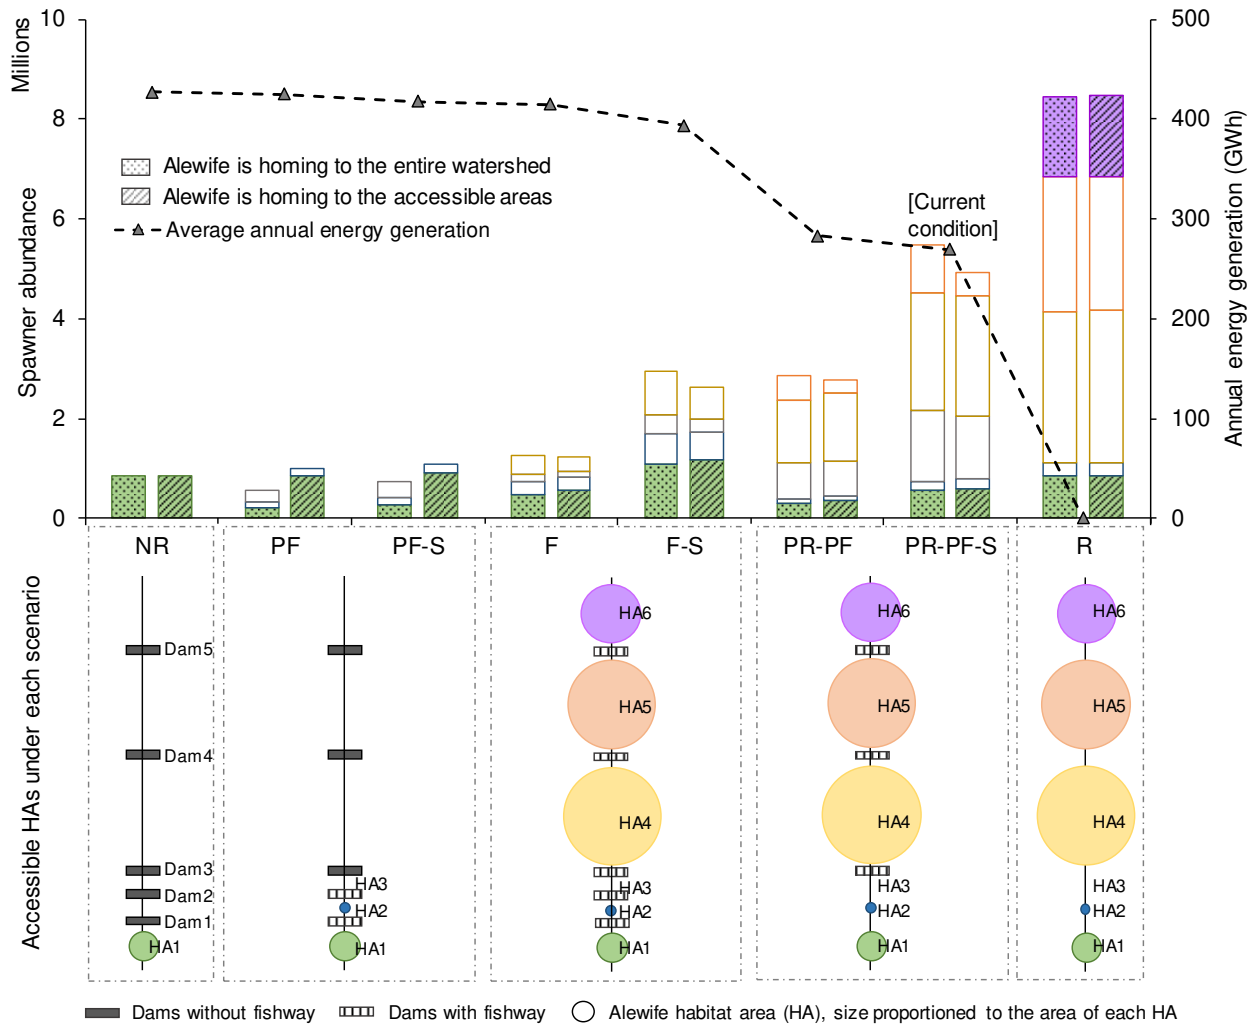 Millions
Spawner abundance
10
8
6
4
2
0
500
400
300
200
100
0
Annual energy generation (GWh)
Alewife is homing to the entire watershed
Alewife is homing to the accessible areas
Average annual energy generation
[Current
condition]
NR
PF
PF-S
F
F-S
PR-PF
PR-PF-S
R
Accessible HAs under each scenario
Dam5
Dam4
Dam3
Dam2
Dam1
HA1
HA3
HA2
HA1
HA6
HA5
HA4
HA3
HA2
HA1
HA6
HA5
HA4
HA3
HA2
HA1
HA6
HA5
HA4
HA3
HA2
HA1
Dams without fishway
Dams with fishway
Alewife habitat area (HA), size proportioned to the area of each HA